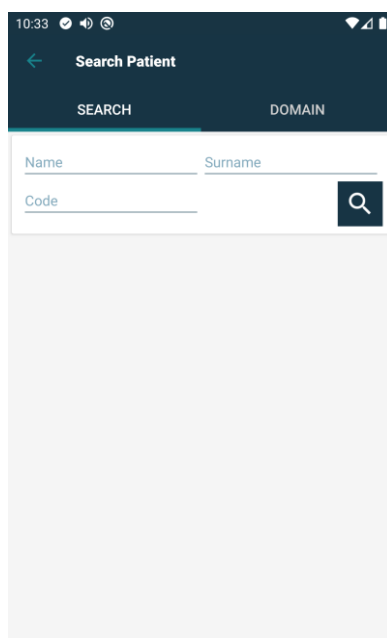 10:33
Search Patient
SEARCH DOMAIN
Name Surname
Code